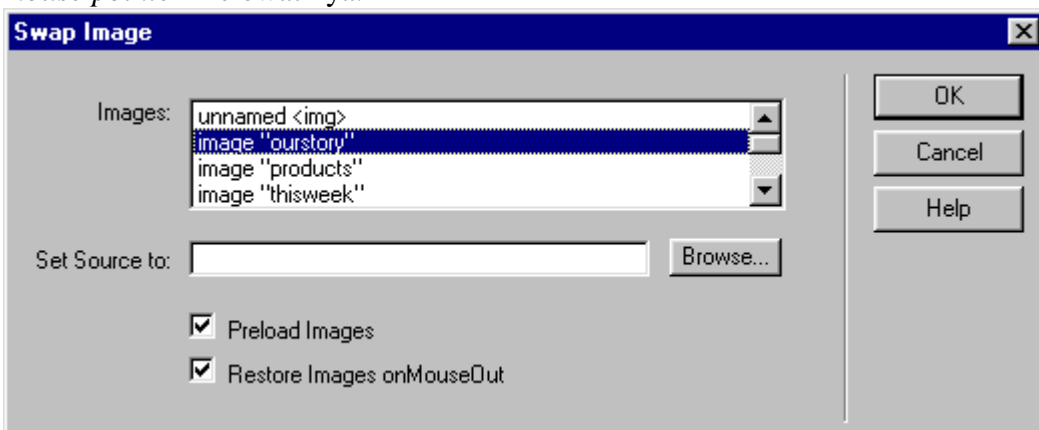 Swap Image
Images:
unnamed <img>
image "ourstory"
image "products"
image "thisweek"
Set Source to:
Browse...
Preload Images
Restore Images onMouseOut
OK
Cancel
Help